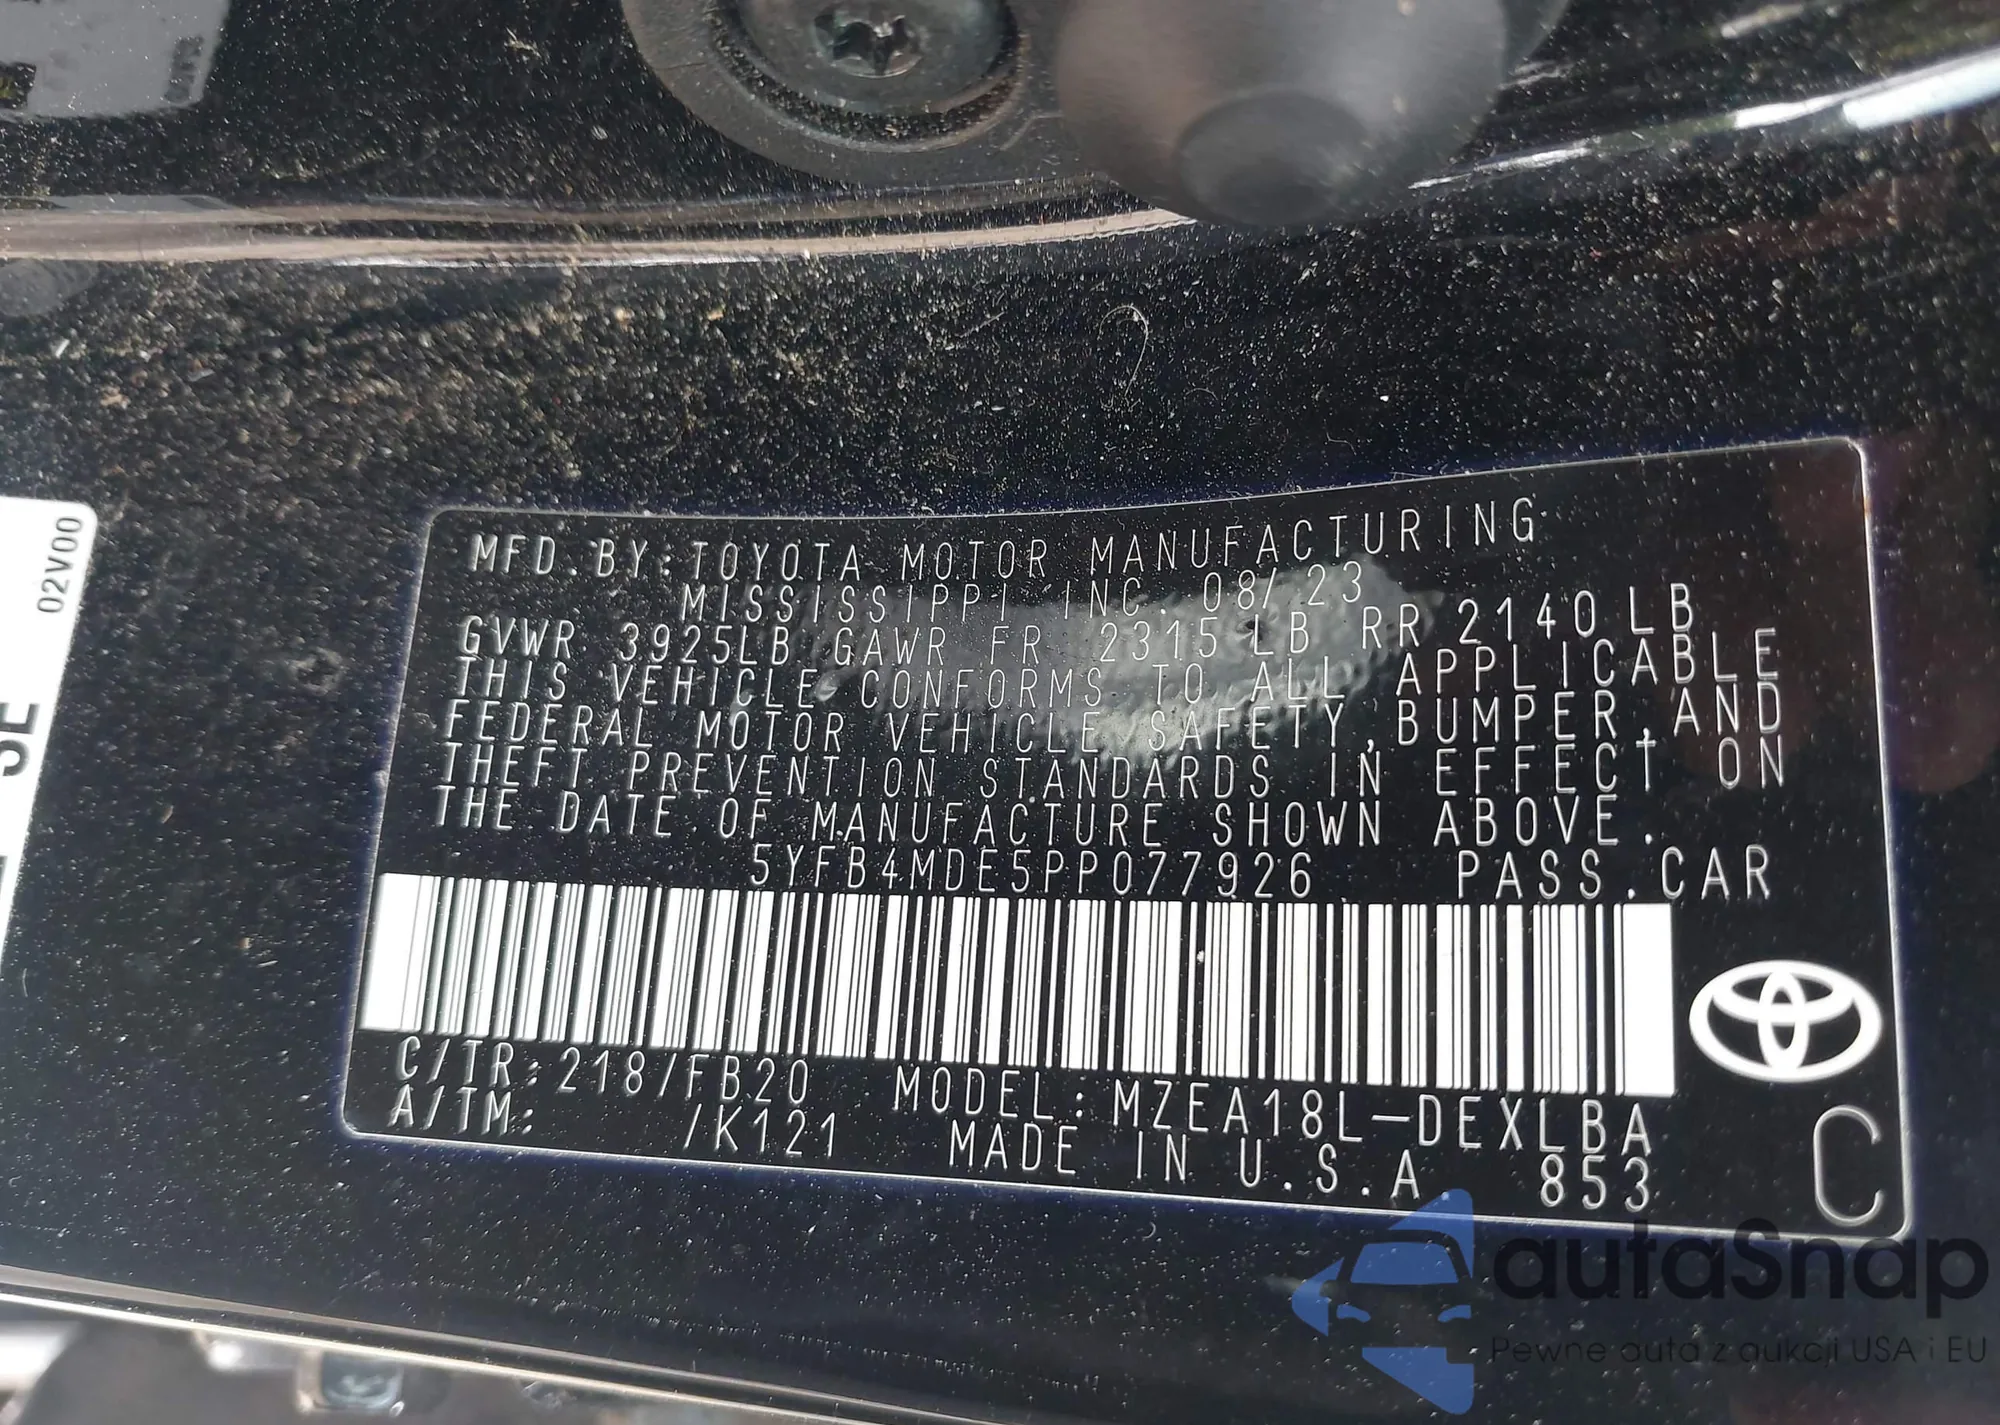 02V00
SE
MFD. BY: TOYOTA MOTOR MANUFACTURING
MISSISSIPPI INC. 08/23
GVWR 3925LB GAWR FR 2315LB RR 2140LB
THIS VEHICLE CONFORMS TO ALL APPLICABLE
FEDERAL MOTOR VEHICLE SAFETY, BUMPER, AND
THEFT PREVENTION STANDARDS IN EFFECT ON
THE DATE OF MANUFACTURE SHOWN ABOVE.
5YFB4MDE5PP077926 PASS. CAR
C/TR: 218/FB20 MODEL: MZEA18L-DEXLBA
A/TM: /K121 MADE IN U.S.A. 853
C
autaSnap
Pewne auta z aukcji USA i EU